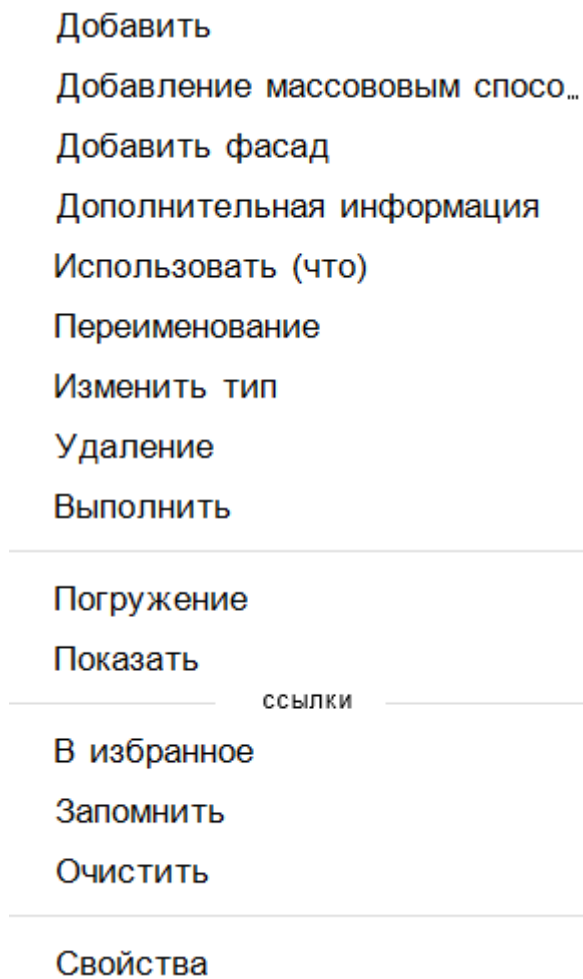 Добавить
Добавление массововым спосо...
Добавить фасад
Дополнительная информация
Использовать (что)
Переименование
Изменить тип
Удаление
Выполнить
Погружение
Показать
ссылки
В избранное
Запомнить
Очистить
Свойства